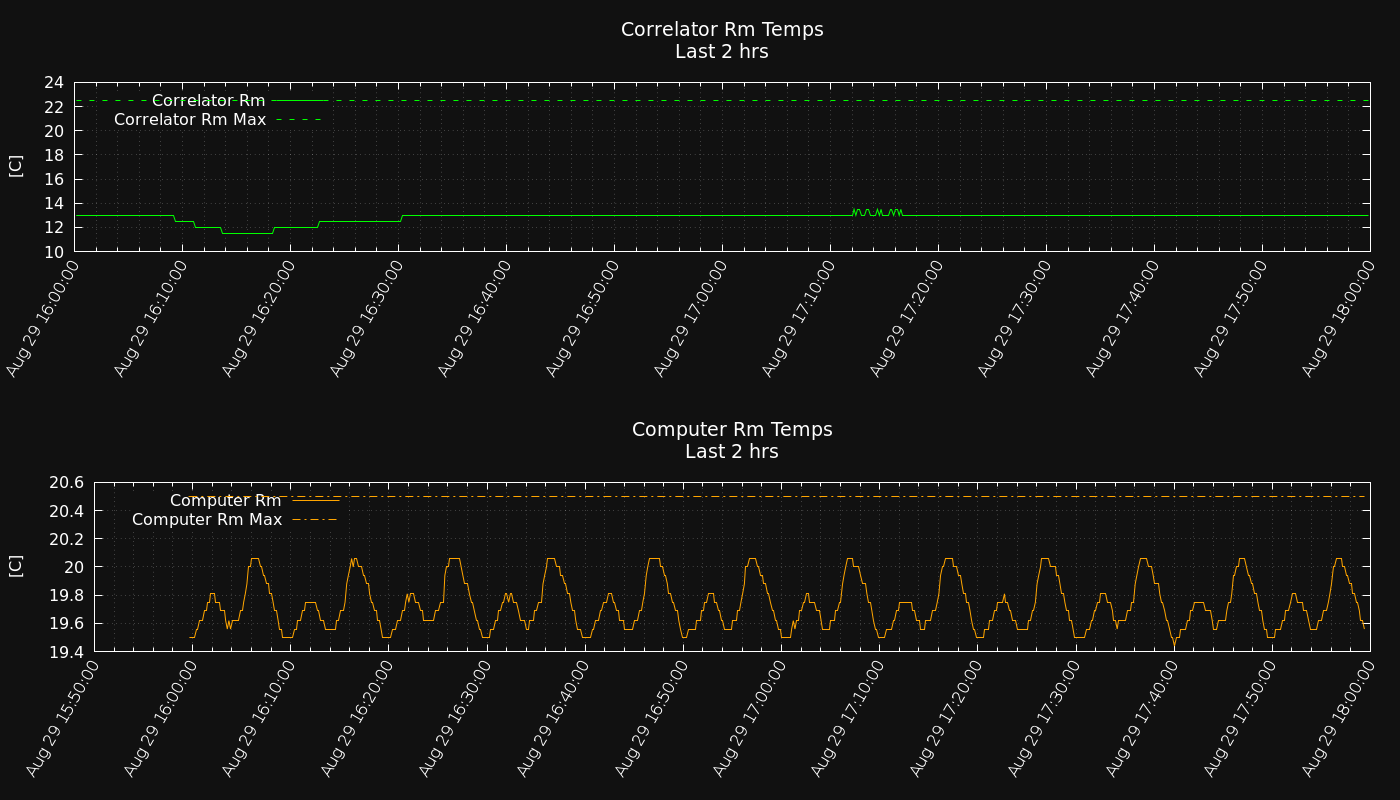 Correlator Rm Temps
Last 2 hrs
24
22
20
18
16
14
12
10
[C]
Correlator Rm
Correlator Rm Max
Aug 29 16:00:00
Aug 29 16:10:00
Aug 29 16:20:00
Aug 29 16:30:00
Aug 29 16:40:00
Aug 29 16:50:00
Aug 29 17:00:00
Aug 29 17:10:00
Aug 29 17:20:00
Aug 29 17:30:00
Aug 29 17:40:00
Aug 29 17:50:00
Aug 29 18:00:00
Computer Rm Temps
Last 2 hrs
20.6
20.4
20.2
20
19.8
19.6
19.4
[C]
Computer Rm
Computer Rm Max
Aug 29 15:50:00
Aug 29 16:00:00
Aug 29 16:10:00
Aug 29 16:20:00
Aug 29 16:30:00
Aug 29 16:40:00
Aug 29 16:50:00
Aug 29 17:00:00
Aug 29 17:10:00
Aug 29 17:20:00
Aug 29 17:30:00
Aug 29 17:40:00
Aug 29 17:50:00
Aug 29 18:00:00